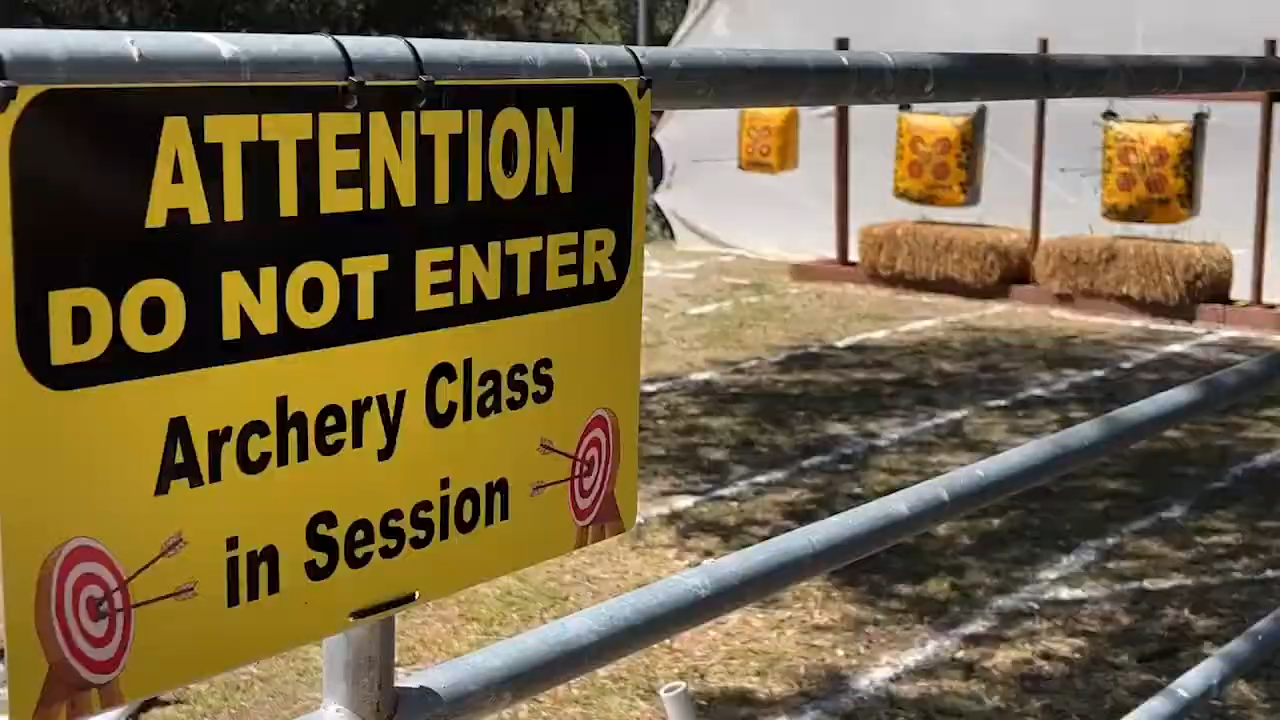 ATTENTION
DO NOT ENTER
Archery Class
in Session